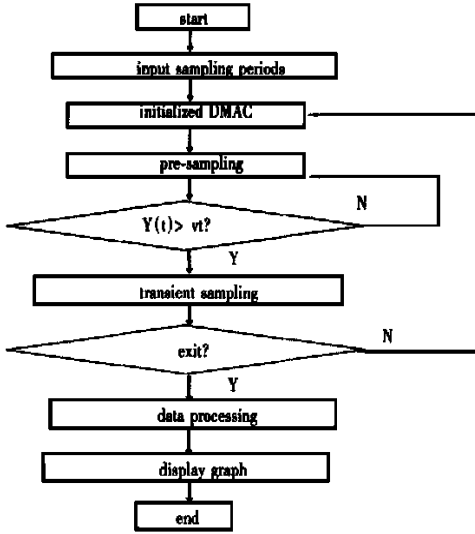 start
input sampling periods
initialized DMAC
pre-sampling
N
Y(t)> vt?
Y
transient sampling
N
exit?
Y
data processing
display graph
end